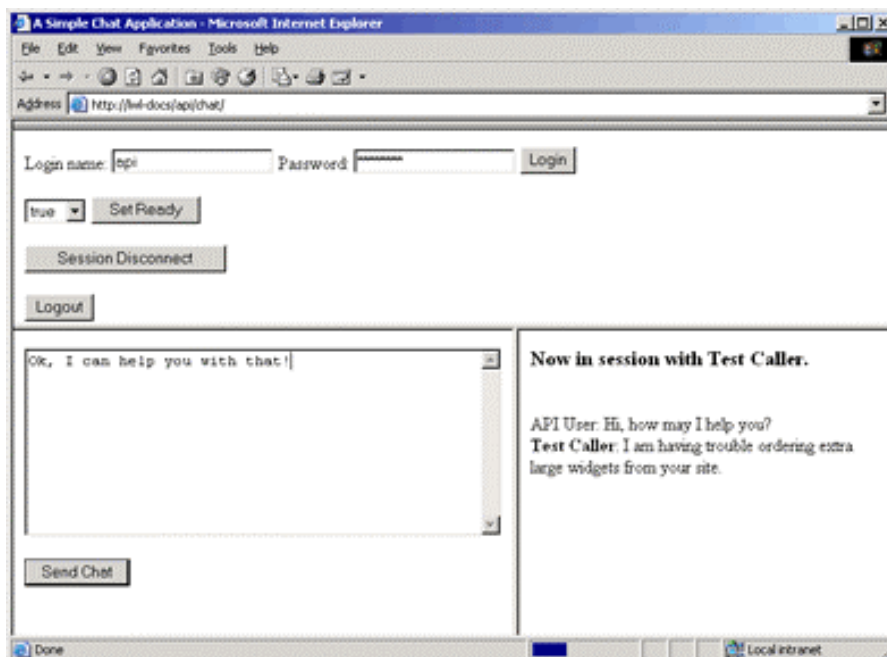 A Simple Chat Application - Microsoft Internet Explorer
File Edit View Favorites Tools Help
Address http://lwl-docs/api/chat/
Login name: api Password: ******** Login
true Set Ready
Session Disconnect
Logout
Ok, I can help you with that!
Send Chat
Now in session with Test Caller.
API User: Hi, how may I help you?
Test Caller: I am having trouble ordering extra
large widgets from your site.
Done Local intranet